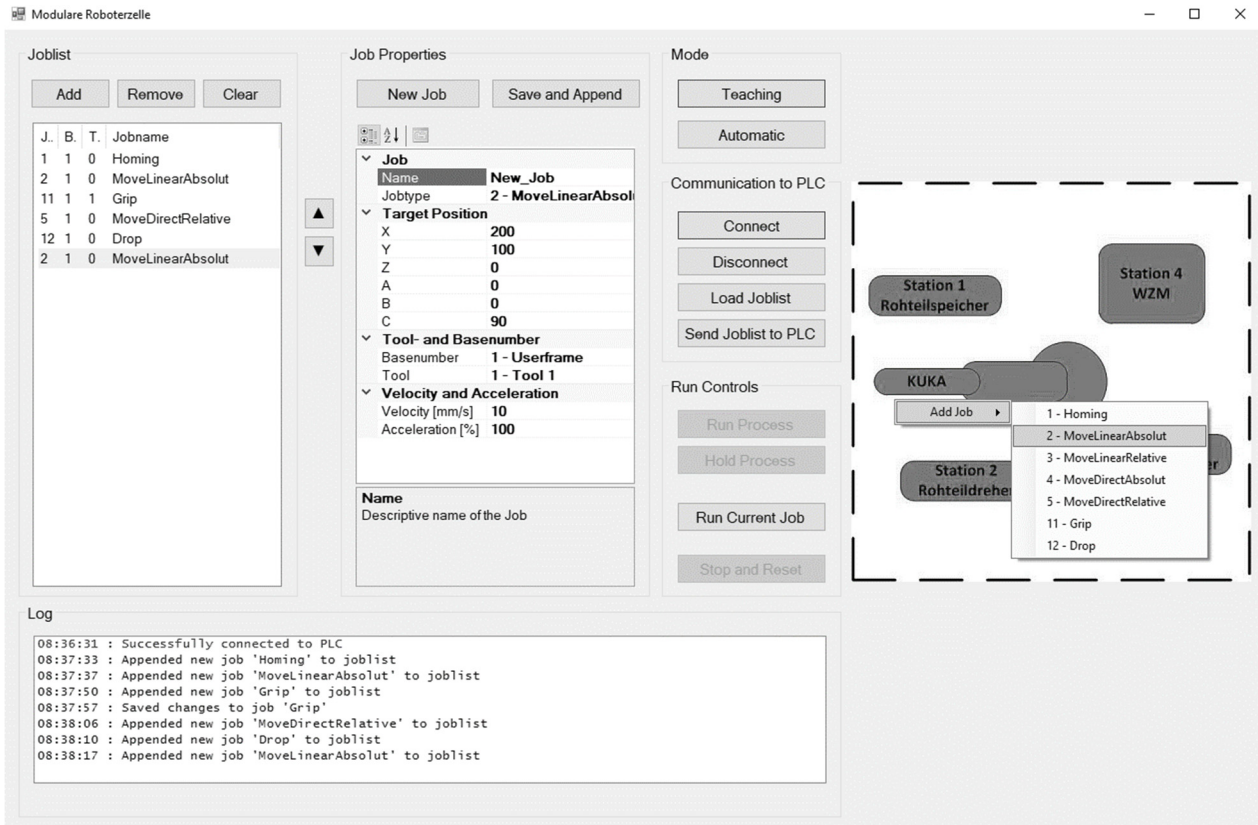 Modulare Roboterzelle
Joblist
Add Remove Clear
J.. B. T. Jobname
1 1 0 Homing
2 1 0 MoveLinearAbsolut
11 1 1 Grip
5 1 0 MoveDirectRelative
12 1 0 Drop
2 1 0 MoveLinearAbsolut
Job Properties
New Job Save and Append
Job
Name New_Job
Jobtype 2 - MoveLinearAbsolu
Target Position
X 200
Y 100
Z 0
A 0
B 0
C 90
Tool- and Basenumber
Basenumber 1 - Userframe
Tool 1 - Tool 1
Velocity and Acceleration
Velocity [mm/s] 10
Acceleration [%] 100
Name
Descriptive name of the Job
Mode
Teaching
Automatic
Communication to PLC
Connect
Disconnect
Load Joblist
Send Joblist to PLC
Run Controls
Run Process
Hold Process
Run Current Job
Stop and Reset
Station 1
Rohteilspeicher
Station 4
WZM
KUKA
Add Job
1 - Homing
2 - MoveLinearAbsolut
3 - MoveLinearRelative
4 - MoveDirectAbsolut
5 - MoveDirectRelative
11 - Grip
12 - Drop
Station 2
Rohteildrehe
er
Log
08:36:31 : Successfully connected to PLC
08:37:33 : Appended new job 'Homing' to joblist
08:37:37 : Appended new job 'MoveLinearAbsolut' to joblist
08:37:50 : Appended new job 'Grip' to joblist
08:37:57 : Saved changes to job 'Grip'
08:38:06 : Appended new job 'MoveDirectRelative' to joblist
08:38:10 : Appended new job 'Drop' to joblist
08:38:17 : Appended new job 'MoveLinearAbsolut' to joblist